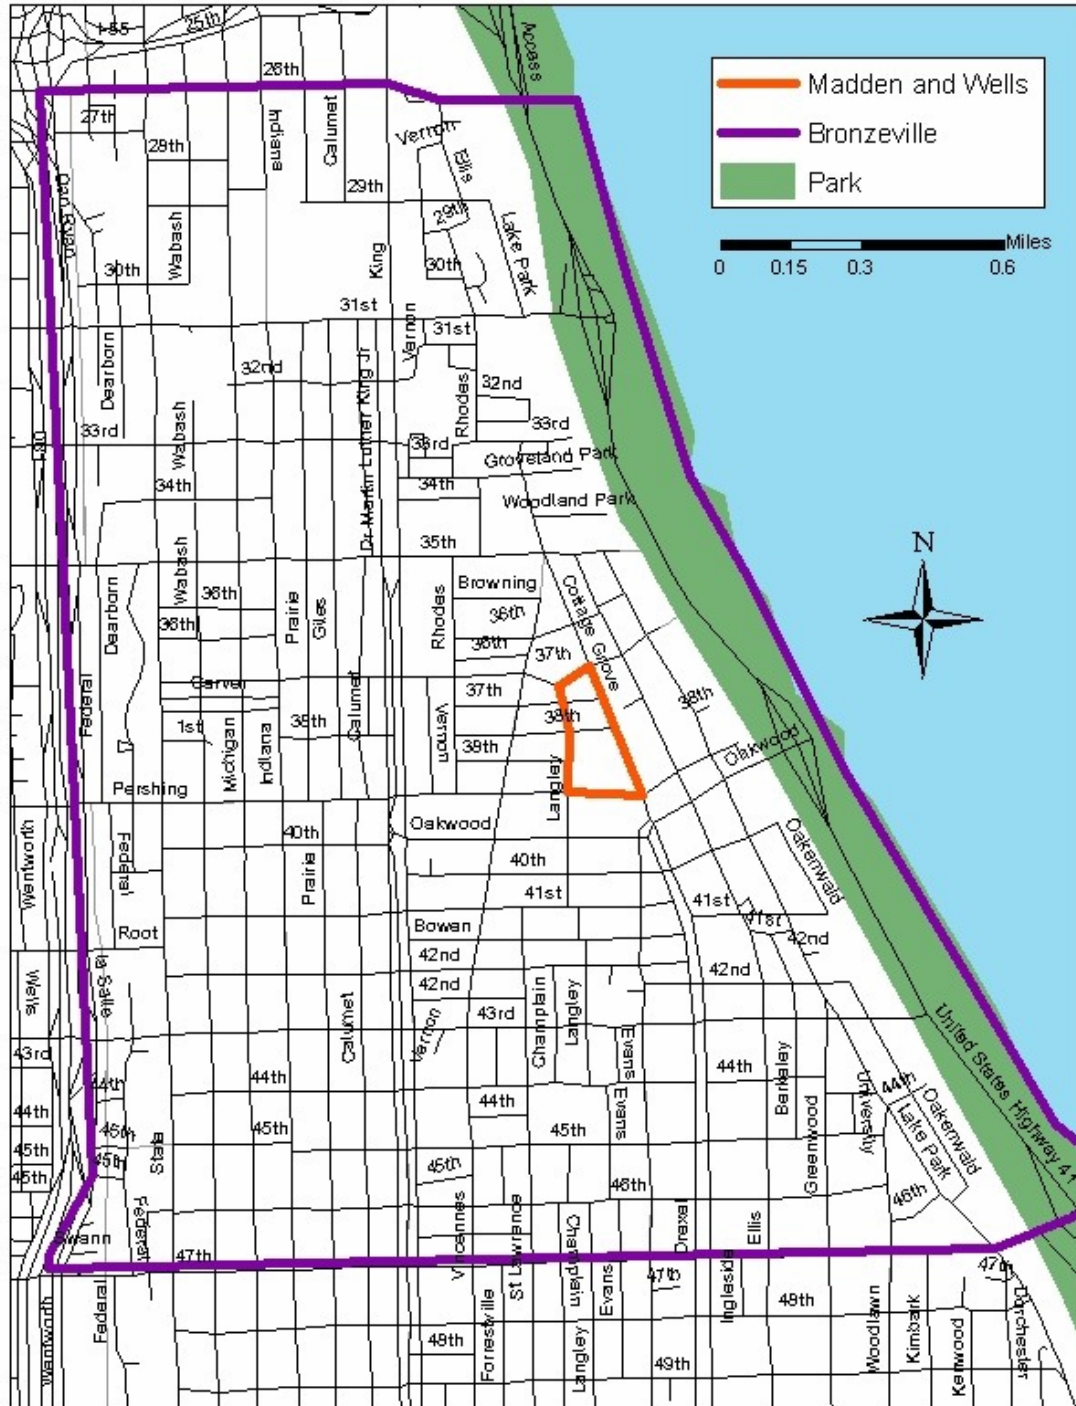 I-55
25th
Access
Madden and Wells
Bronzeville
Park
Miles
0 0.15 0.3 0.6
26th
27th
29th
Indiana
Calumet
Vernon
Ellis
29th
29th
Dan Ryan
Wabash
30th
King
30th
Lake Park
31st
31st
Vernon
Dearborn
32nd
Dr Martin Luther King Jr
Rhodes
32nd
33rd
33rd
33rd
I-90
Wabash
Groveland Park
34th
34th
Woodland Park
35th
N
Dearborn
Wabash
36th
36th
Prairie
Giles
Rhodes
Browning
36th
36th
Cottage Grove
37th
37th
Carver
Federal
1st
Michigan
Indiana
38th
Calumet
Vernon
38th
38th
39th
Langley
Oakwood
Pershing
Oakwood
Wentworth
Federal
40th
Prairie
40th
Oakenwald
41st
41st
41st
Root
Bowen
42nd
42nd
42nd
42nd
Wells
la Salle
Calumet
Vernon
43rd
Champlain
Langley
Evans
United States Highway 41
43rd
44th
44th
44th
44th
44th
44th
Berkeley
Greenwood
University
Oakenwald
Lake Park
Evans
45th
45th
45th
45th
45th
45th
45th
State
46th
46th
Federal
Swann
47th
Vincennes
St Lawrence
Champlain
Evans
Drexel
Ellis
47th
47th
Ingleside
Wentworth
Federal
48th
48th
Forrestville
Langley
49th
Woodlawn
Kimbark
Kenwood
Dorchester